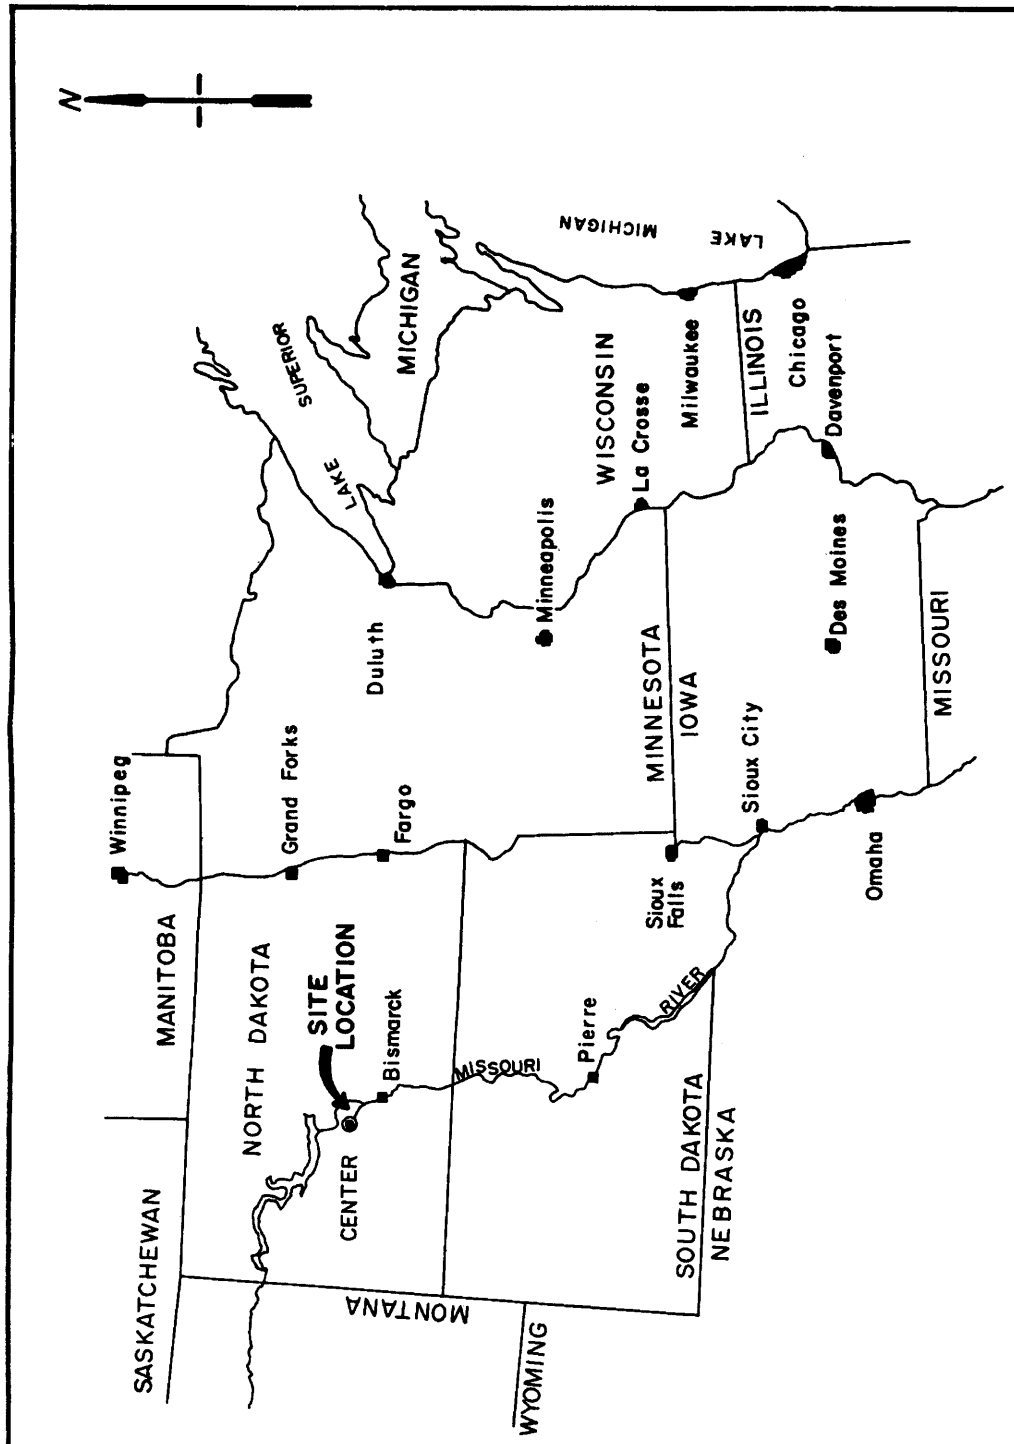 N
SASKATCHEWAN
MANITOBA
Winnipeg
NORTH DAKOTA
Grand Forks
SITE
LOCATION
CENTER
Bismarck
Fargo
Duluth
LAKE
SUPERIOR
MICHIGAN
MONTANA
WYOMING
MISSOURI
RIVER
Pierre
SOUTH DAKOTA
NEBRASKA
Sioux
Falls
Minneapolis
MINNESOTA
IOWA
WISCONSIN
La Crosse
Milwaukee
LAKE
MICHIGAN
ILLINOIS
Chicago
Davenport
Des Moines
Sioux City
Omaha
MISSOURI